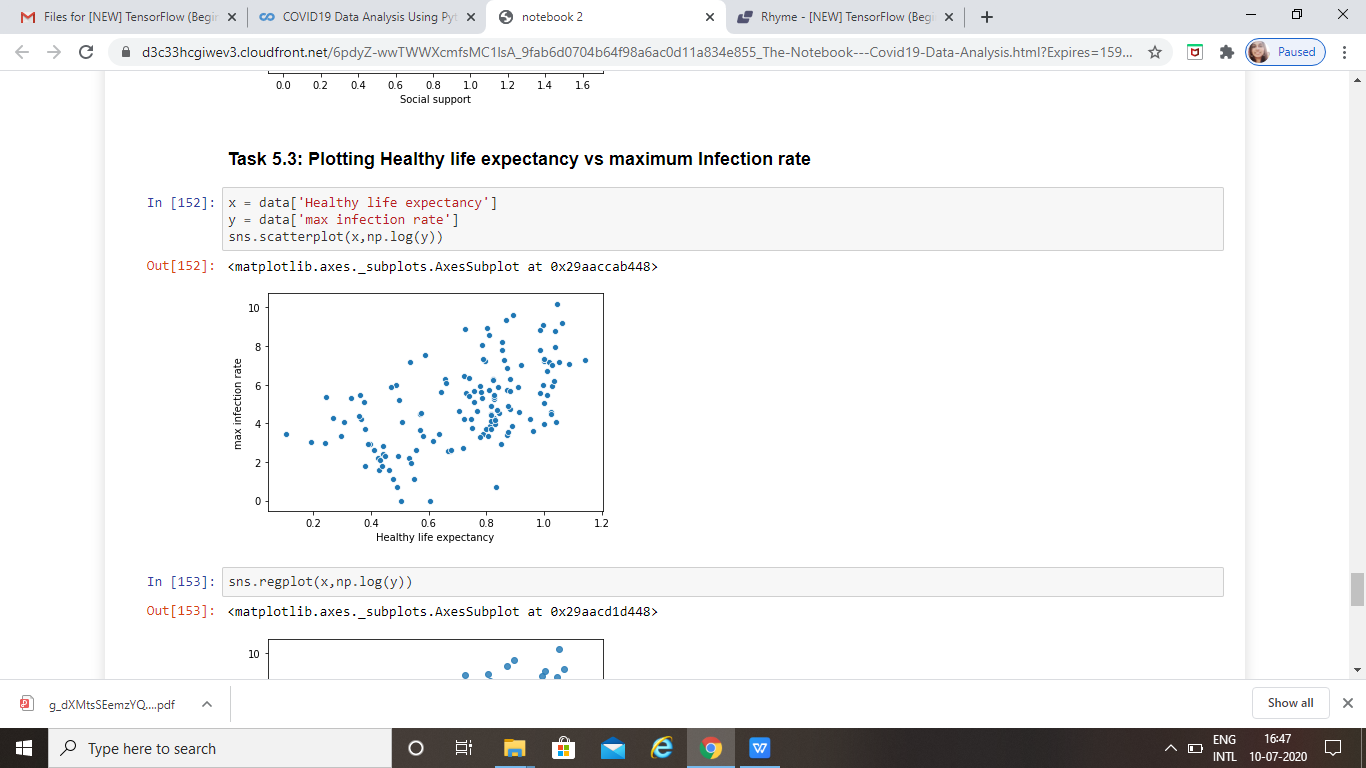 Files for [NEW] TensorFlow (Begi
COVID19 Data Analysis Using Pyt
notebook 2
Rhyme - [NEW] TensorFlow (Begi
d3c33hcgiwev3.cloudfront.net/6pdyZ-wwTWWXcmfsMC1IsA_9fab6d0704b64f98a6ac0d11a834e855_The-Notebook---Covid19-Data-Analysis.html?Expires=159...
Paused
0.0 0.2 0.4 0.6 0.8 1.0 1.2 1.4 1.6
Social support
Task 5.3: Plotting Healthy life expectancy vs maximum Infection rate
In [152]:
x = data['Healthy life expectancy']
y = data['max infection rate']
sns.scatterplot(x,np.log(y))
Out[152]: <matplotlib.axes._subplots.AxesSubplot at 0x29aaccab448>
10
8
6
4
2
0
max infection rate
0.2 0.4 0.6 0.8 1.0 1.2
Healthy life expectancy
In [153]: sns.regplot(x,np.log(y))
Out[153]: <matplotlib.axes._subplots.AxesSubplot at 0x29aacd1d448>
10
g_dXMtsSEemzYQ....pdf
Show all
Type here to search
ENG
INTL
16:47
10-07-2020